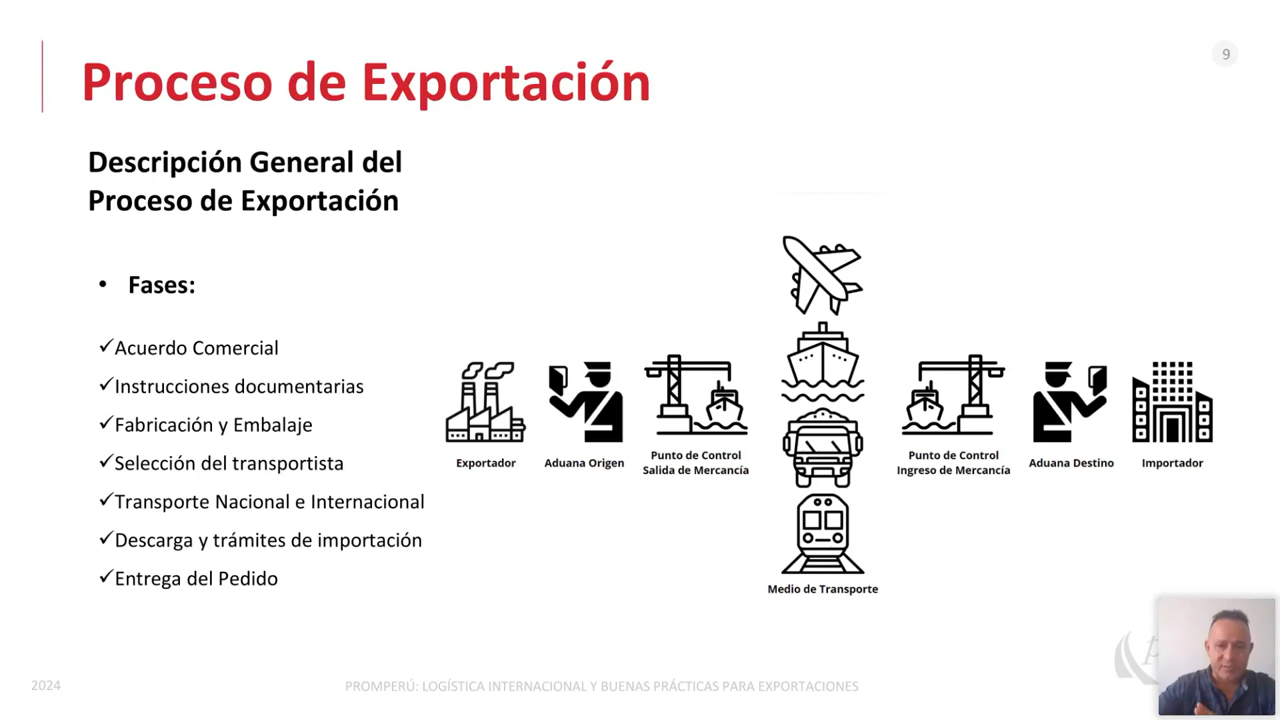 9
Proceso de Exportación
Descripción General del
Proceso de Exportación
• Fases:
✓Acuerdo Comercial
✓Instrucciones documentarias
✓Fabricación y Embalaje
✓Selección del transportista
✓Transporte Nacional e Internacional
✓Descarga y trámites de importación
✓Entrega del Pedido
Exportador
Aduana Origen
Punto de Control
Salida de Mercancía
Medio de Transporte
Punto de Control
Ingreso de Mercancía
Aduana Destino
Importador
2024
PROMPERÚ: LOGÍSTICA INTERNACIONAL Y BUENAS PRÁCTICAS PARA EXPORTACIONES